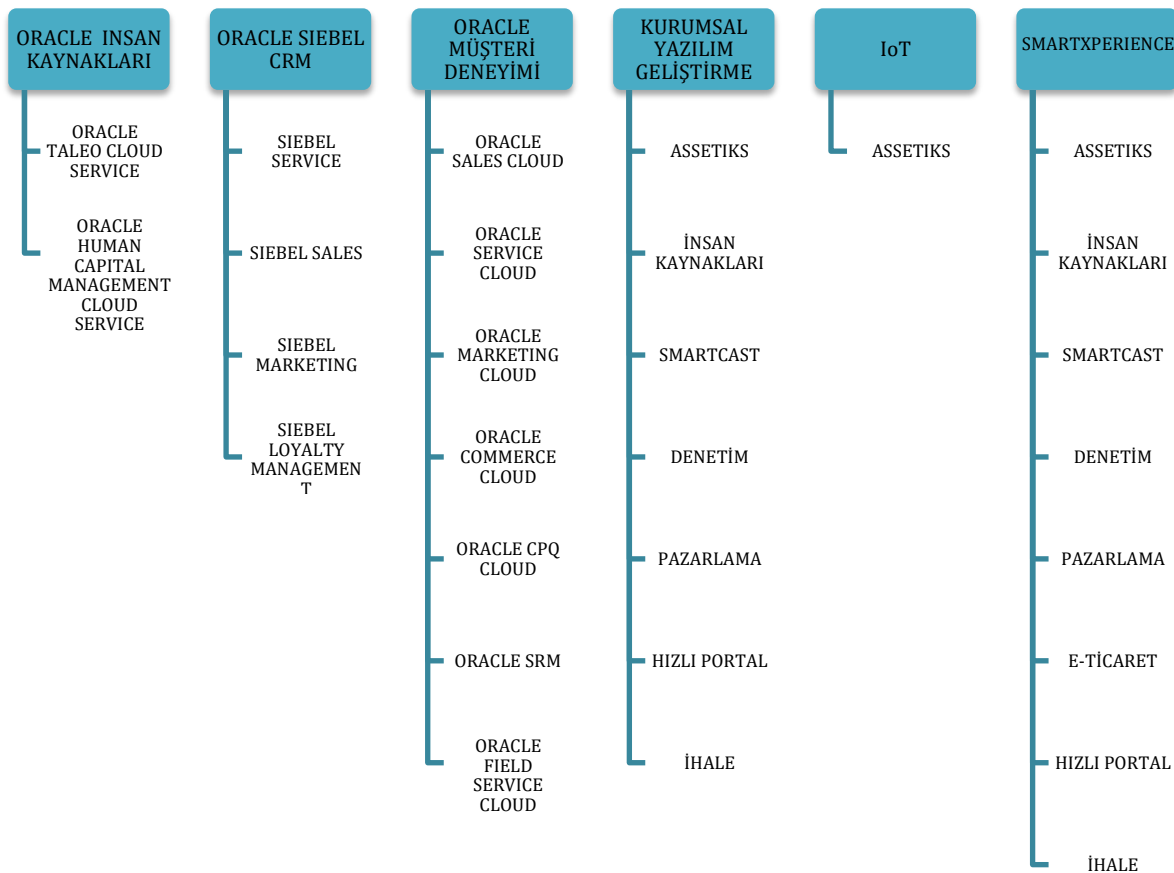 ORACLE INSAN
KAYNAKLARI
ORACLE
TALEO CLOUD
SERVICE
ORACLE
HUMAN
CAPITAL
MANAGEMENT
CLOUD
SERVICE
ORACLE SIEBEL
CRM
SIEBEL
SERVICE
SIEBEL SALES
SIEBEL
MARKETING
SIEBEL
LOYALTY
MANAGEMEN
T
ORACLE
MÜŞTERİ
DENEYİMİ
ORACLE
SALES CLOUD
ORACLE
SERVICE
CLOUD
ORACLE
MARKETING
CLOUD
ORACLE
COMMERCE
CLOUD
ORACLE CPQ
CLOUD
ORACLE SRM
ORACLE
FIELD
SERVICE
CLOUD
KURUMSAL
YAZILIM
GELİŞTİRME
ASSETIKS
İNSAN
KAYNAKLARI
SMARTCAST
DENETİM
PAZARLAMA
HIZLI PORTAL
İHALE
IoT
ASSETIKS
SMARTXPERIENCE
ASSETIKS
İNSAN
KAYNAKLARI
SMARTCAST
DENETİM
PAZARLAMA
E-TİCARET
HIZLI PORTAL
İHALE